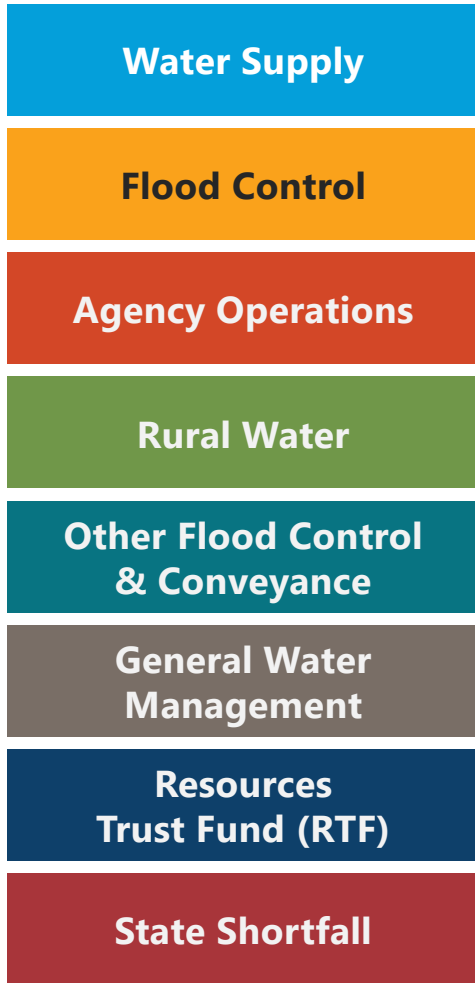 Water Supply
Flood Control
Agency Operations
Rural Water
Other Flood Control
& Conveyance
General Water
Management
Resources
Trust Fund (RTF)
State Shortfall